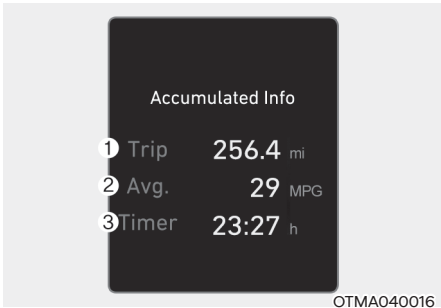 Accumulated Info
1 Trip 256.4 mi
2 Avg. 29 MPG
3 Timer 23:27 h
OTMA040016